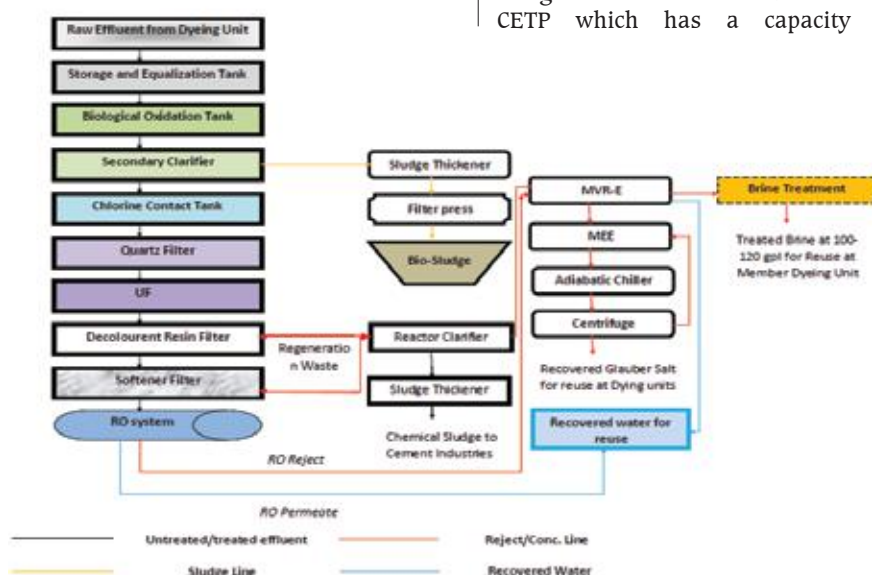 CETP which has a capacity
Raw Effluent from Dyeing Unit
Storage and Equalization Tank
Biological Oxidation Tank
Secondary Clarifier
Chlorine Contact Tank
Quartz Filter
UF
Decolourent Resin Filter
Softener Filter
RO system
Sludge Thickener
Filter press
Bio-Sludge
Regeneratio
n Waste
Reactor Clarifier
Sludge Thickener
Chemical Sludge to
Cement Industries
MVR-E
MEE
Adiabatic Chiller
Centrifuge
Recovered Glauber Salt
for reuse at Dying units
Recovered water for
reuse
Brine Treatment
Treated Brine at 100-
120 gpl for Reuse at
Member Dyeing Unit
RO Reject
RO Permeate
Untreated/treated effluent
Reject/Conc. Line
Sludge Line
Recovered Water